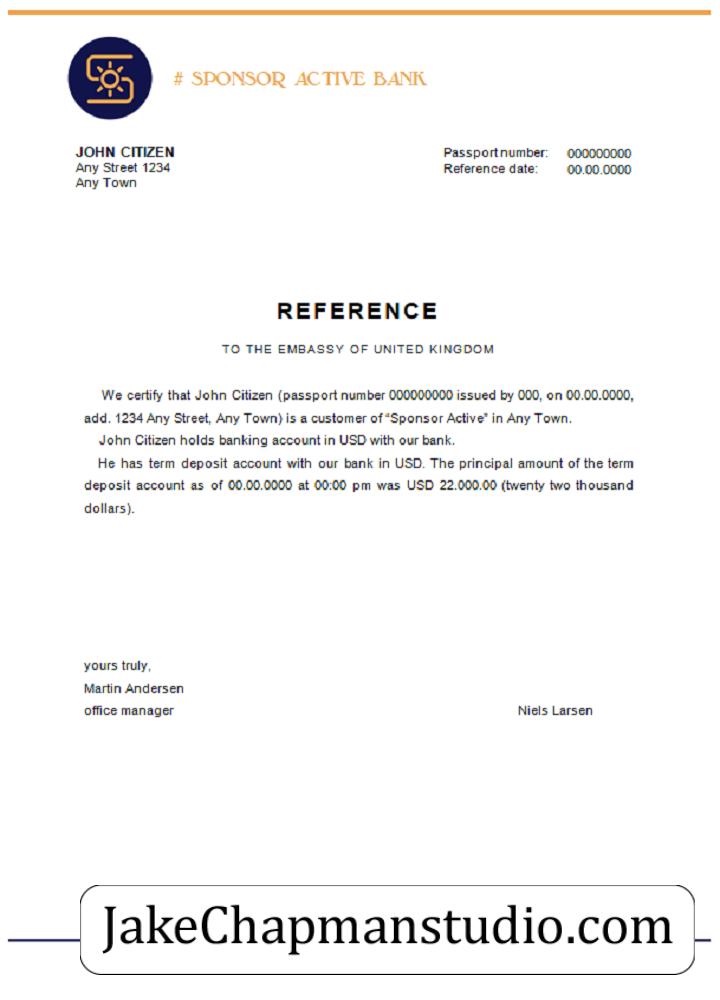 # SPONSOR ACTIVE BANK
JOHN CITIZEN
Any Street 1234
Any Town
Passport number: 000000000
Reference date: 00.00.0000
REFERENCE
TO THE EMBASSY OF UNITED KINGDOM
We certify that John Citizen (passport number 000000000 issued by 000, on 00.00.0000,
add. 1234 Any Street, Any Town) is a customer of "Sponsor Active" in Any Town.
John Citizen holds banking account in USD with our bank.
He has term deposit account with our bank in USD. The principal amount of the term
deposit account as of 00.00.0000 at 00:00 pm was USD 22.000.00 (twenty two thousand
dollars).
yours truly,
Martin Andersen
office manager
Niels Larsen
JakeChapmanstudio.com